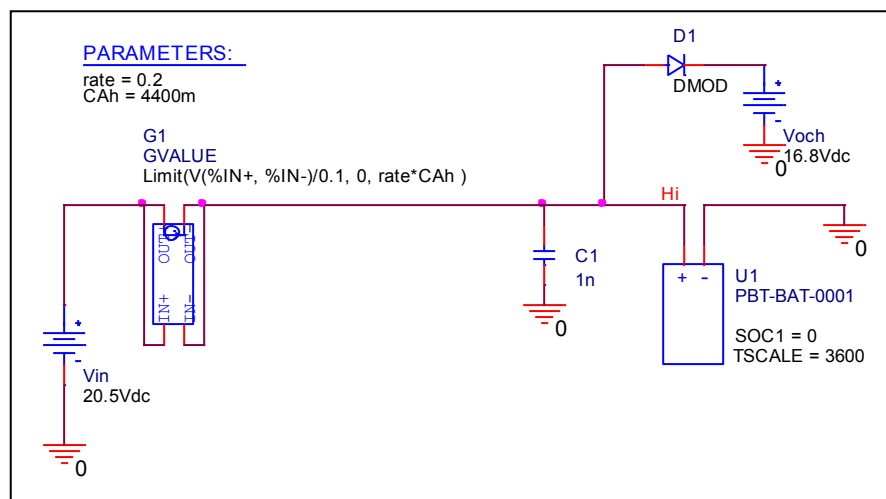 PARAMETERS:
rate = 0.2
CAh = 4400m
D1
DMOD
+
-
Voch
16.8Vdc
0
G1
GVALUE
Limit(V(%IN+, %IN-)/0.1, 0, rate*CAh )
OUT+
OUT-
IN+
IN-
Hi
+
-
Vin
20.5Vdc
0
C1
1n
0
+ -
U1
PBT-BAT-0001
SOC1 = 0
TSCALE = 3600
0